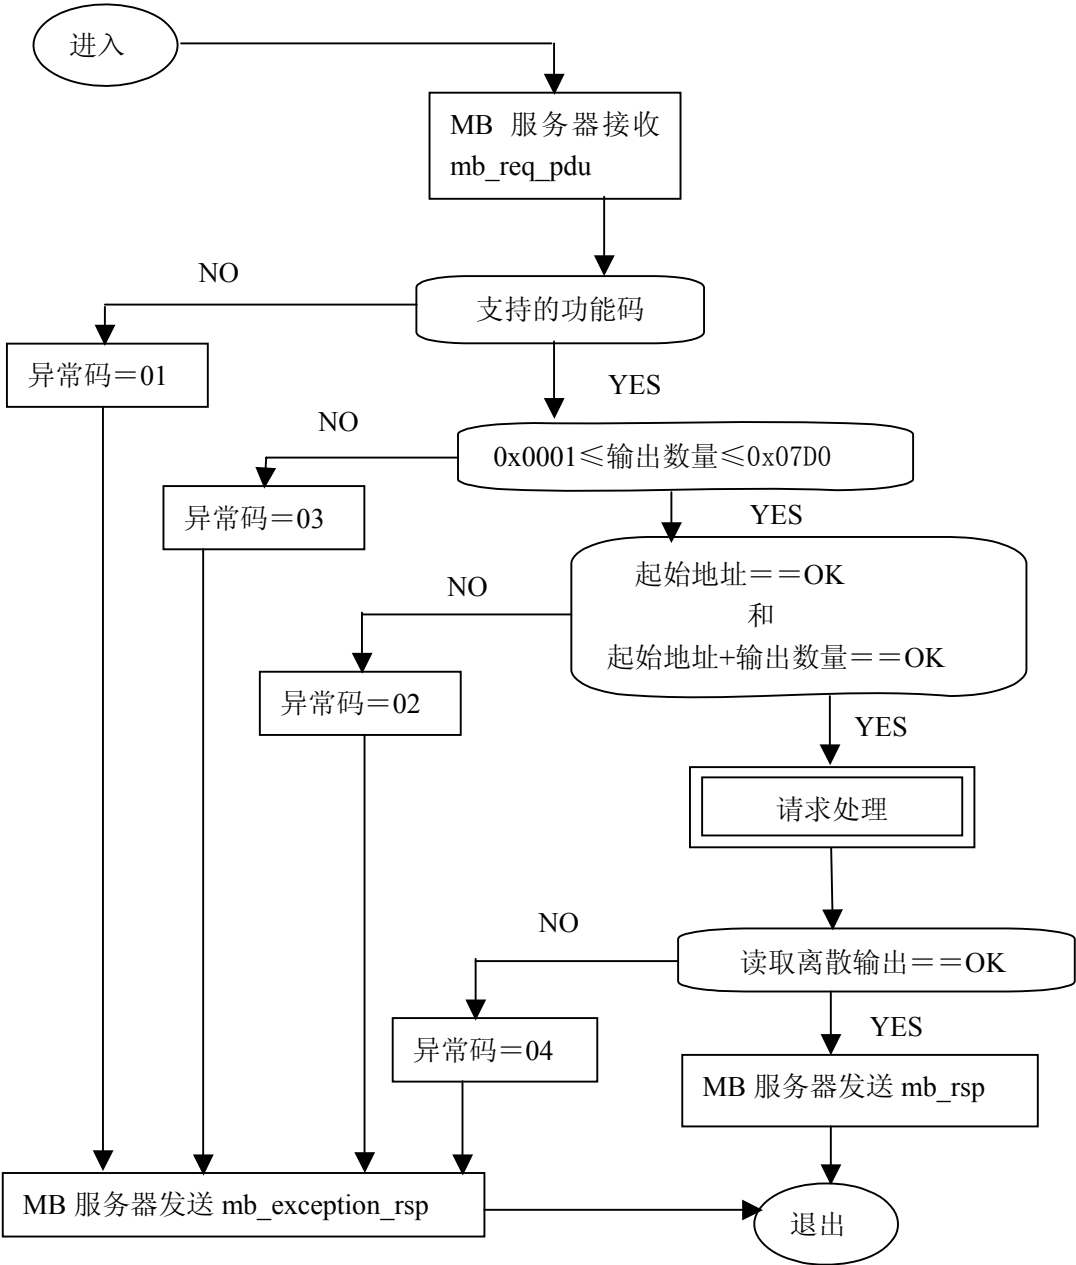 进入
MB 服务器接收
mb_req_pdu
NO
支持的功能码
异常码＝01
YES
NO
0x0001≤输出数量≤0x07D0
异常码＝03
YES
起始地址＝＝OK
NO
和
起始地址+输出数量＝＝OK
异常码＝02
YES
请求处理
NO
读取离散输出＝＝OK
YES
异常码＝04
MB 服务器发送 mb_rsp
MB 服务器发送 mb_exception_rsp
退出